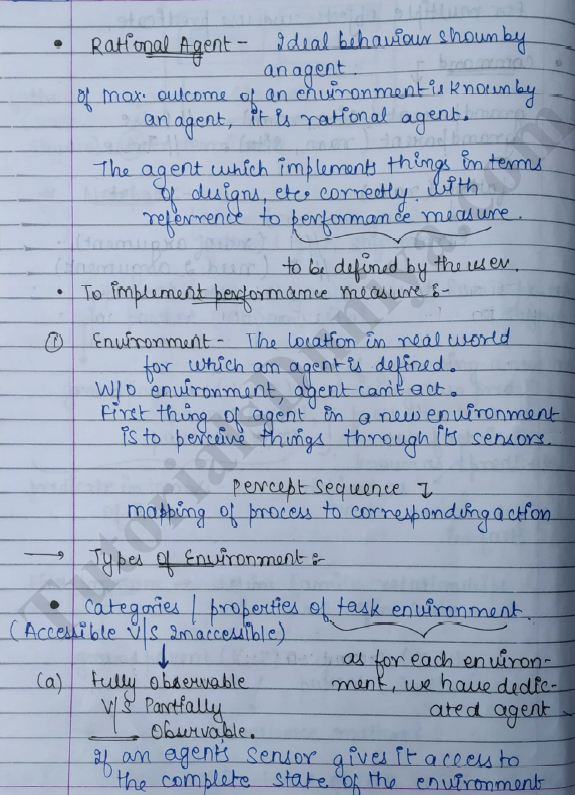 • Rational Agent - Ideal behaviour shown by
an agent.
If max. outcome of an environment is known by
an agent, it is rational agent.
The agent which implements things in terms
of designs, etc. correctly with
reference to performance measure.
to be defined by the user.
• To implement performance measure :-
① Environment - The location in real world
for which an agent is defined.
W/o environment, agent can't act.
First thing of agent in a new environment
is to perceive things through its sensors.
Percept Sequence
mapping of process to corresponding action
→ Types of Environment :-
• Categories / properties of task environment.
(Accessible V/S Inaccessible)
as for each environ-
ment, we have dedic-
ated agent
(a) Fully observable
V/S Partially
Observable.
If an agent's sensor gives it access to
the complete state of the environment
TutorialsDuniya.com